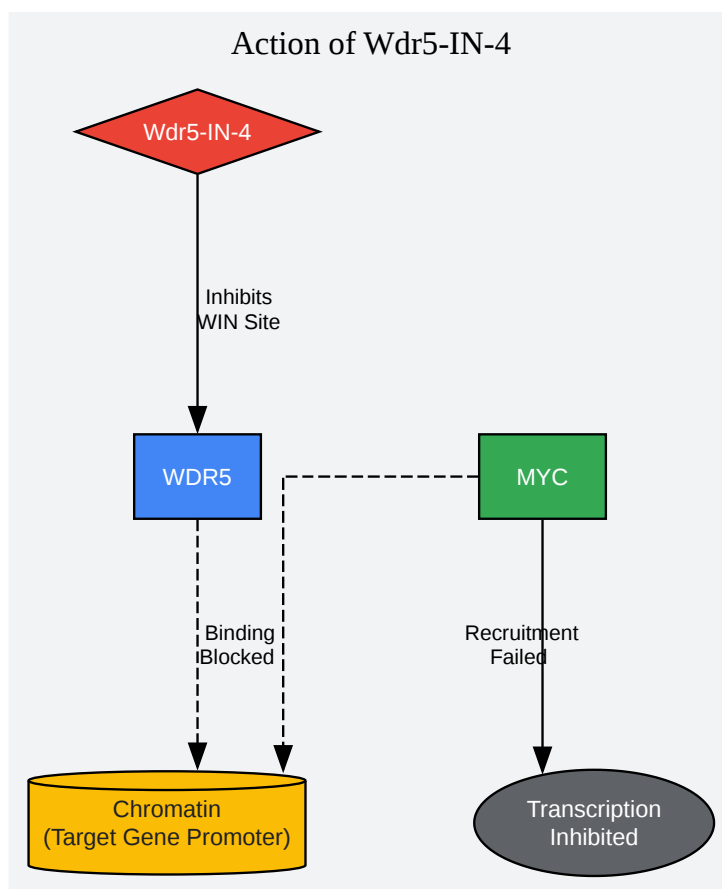 Action of Wdr5-IN-4
Wdr5-IN-4
Inhibits
WIN Site
WDR5
MYC
Binding
Blocked
Recruitment
Failed
Chromatin
(Target Gene Promoter)
Transcription
Inhibited